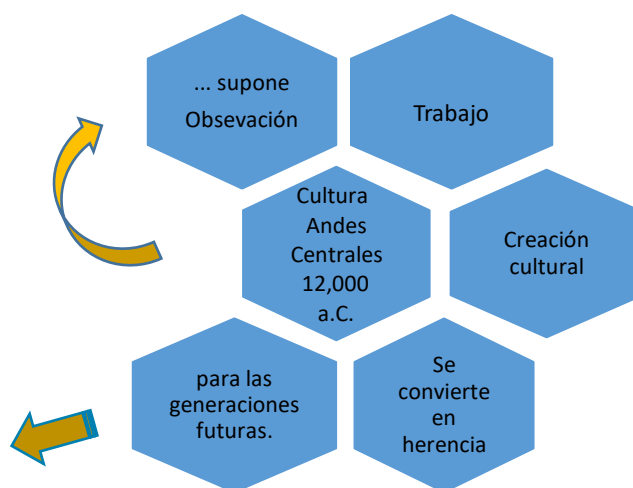 ... supone
Obsevación
Trabajo
Cultura
Andes
Centrales
12,000
a.C.
Creación
cultural
Se
convierte
en
herencia
para las
generaciones
futuras.